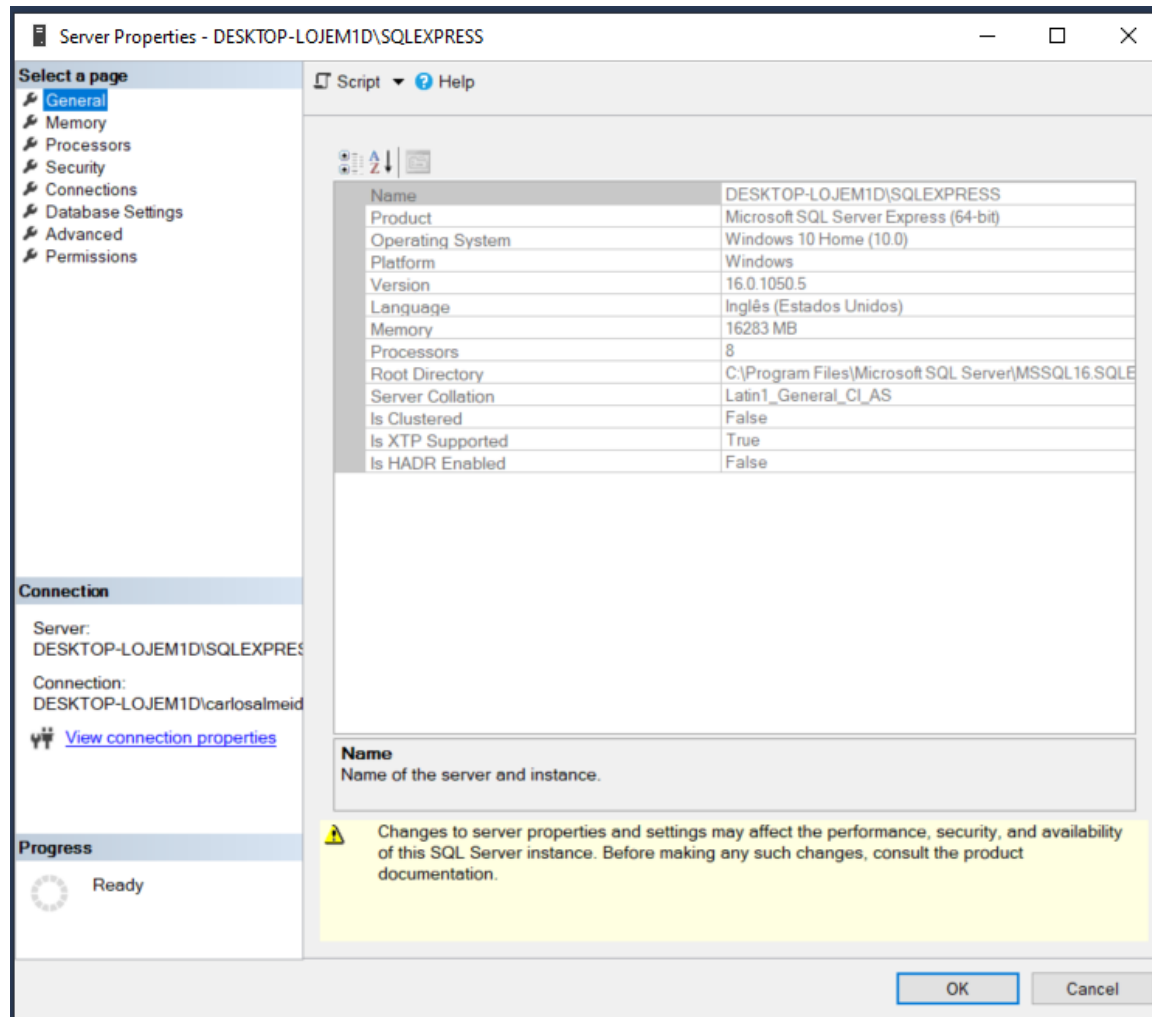 Server Properties - DESKTOP-LOJEM1D\SQLEXPRESS
Select a page
General
Memory
Processors
Security
Connections
Database Settings
Advanced
Permissions
Script Help
Name DESKTOP-LOJEM1D\SQLEXPRESS
Product Microsoft SQL Server Express (64-bit)
Operating System Windows 10 Home (10.0)
Platform Windows
Version 16.0.1050.5
Language Inglês (Estados Unidos)
Memory 16283 MB
Processors 8
Root Directory C:\Program Files\Microsoft SQL Server\MSSQL16.SQLE
Server Collation Latin1_General_CI_AS
Is Clustered False
Is XTP Supported True
Is HADR Enabled False
Connection
Server:
DESKTOP-LOJEM1D\SQLEXPRES
Connection:
DESKTOP-LOJEM1D\carlosalmeid
View connection properties
Name
Name of the server and instance.
Changes to server properties and settings may affect the performance, security, and availability
of this SQL Server instance. Before making any such changes, consult the product
documentation.
Progress
Ready
OK Cancel